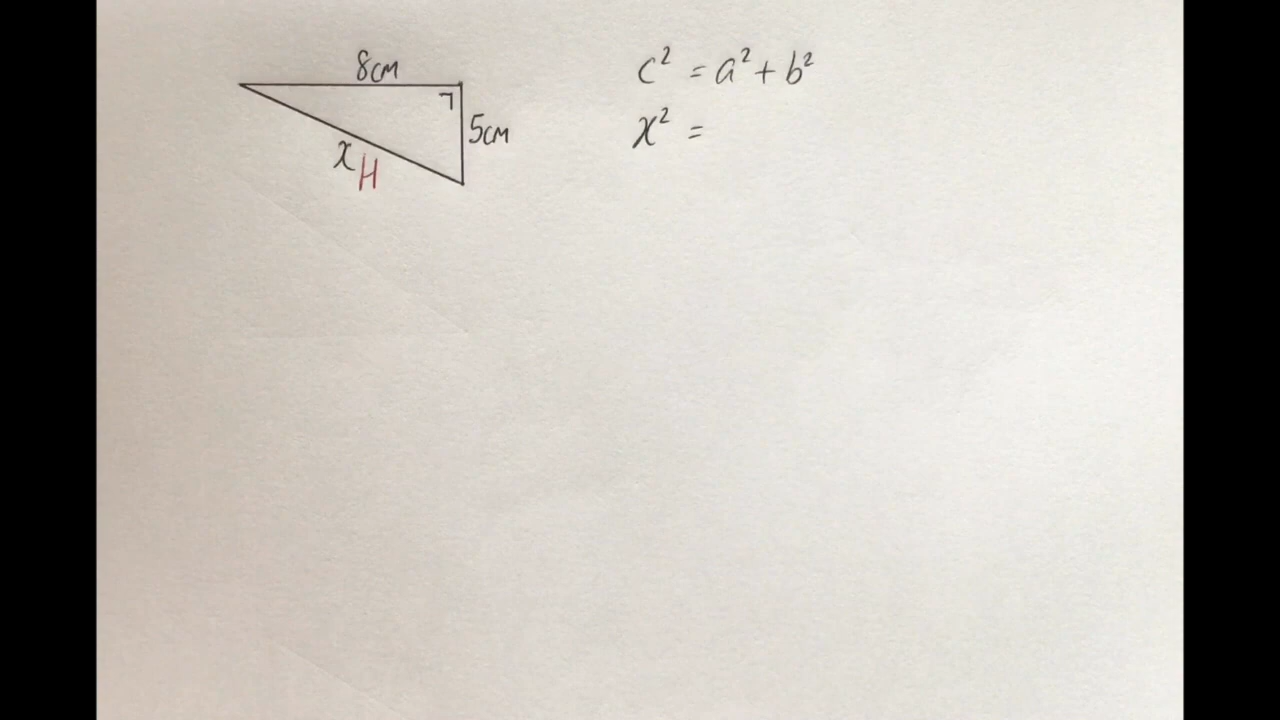 8cm
5cm
x
H
c² = a² + b²
x² =